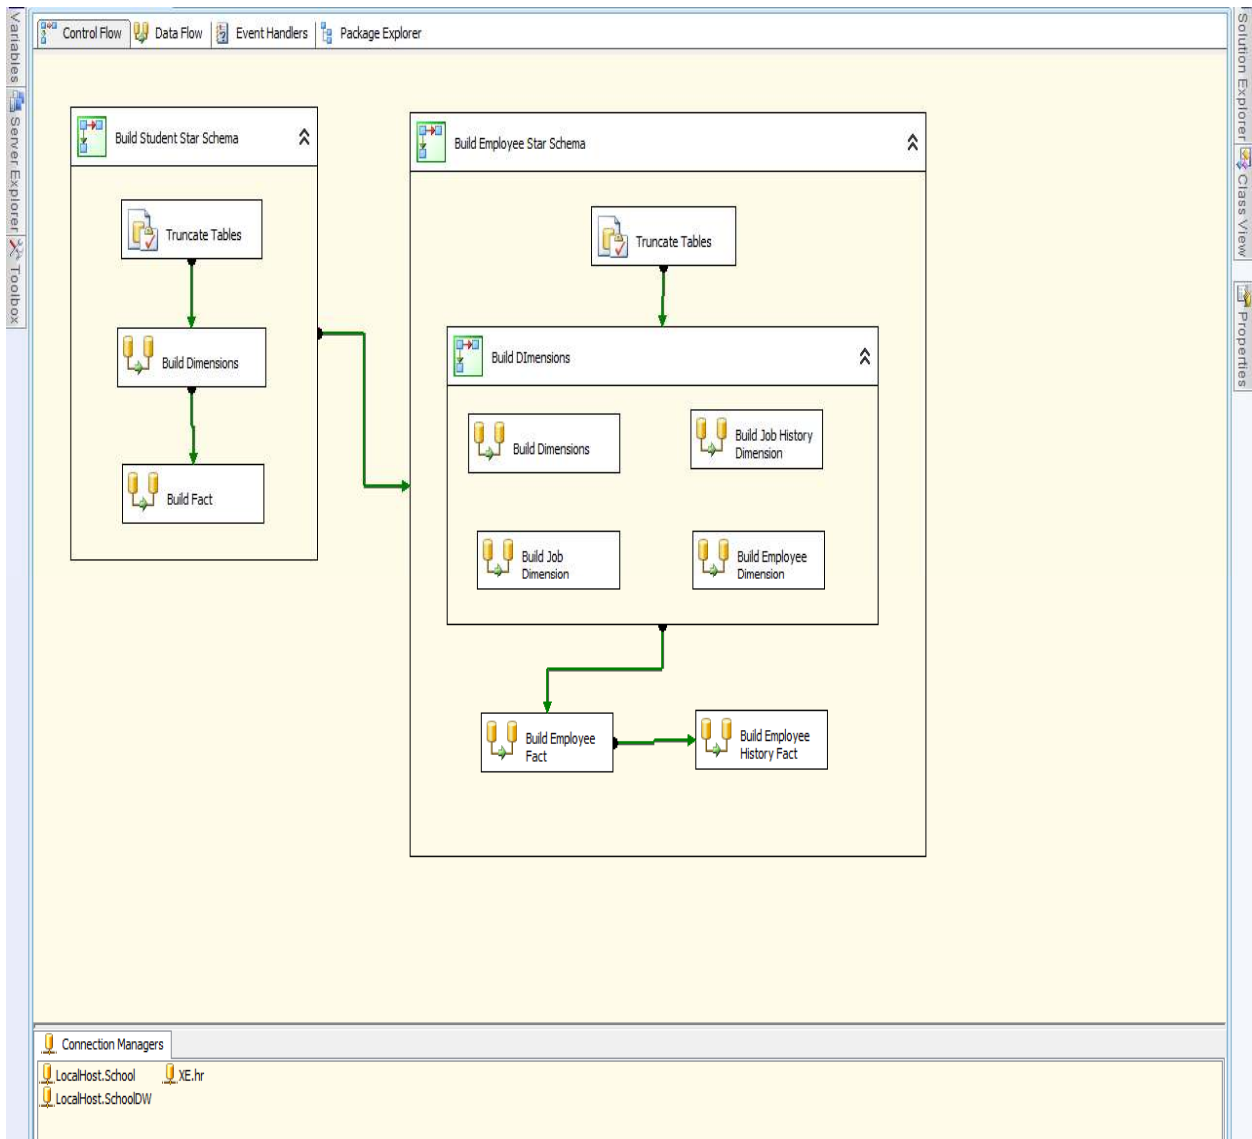 Variables
Server Explorer
Toolbox
Control Flow
Data Flow
Event Handlers
Package Explorer
Solution Explorer
Class View
Properties
Build Student Star Schema
Truncate Tables
Build Dimensions
Build Fact
Build Employee Star Schema
Truncate Tables
Build DImensions
Build Dimensions
Build Job History
Dimension
Build Job
Dimension
Build Employee
Dimension
Build Employee
Fact
Build Employee
History Fact
Connection Managers
LocalHost.School
XE.hr
LocalHost.SchoolDW